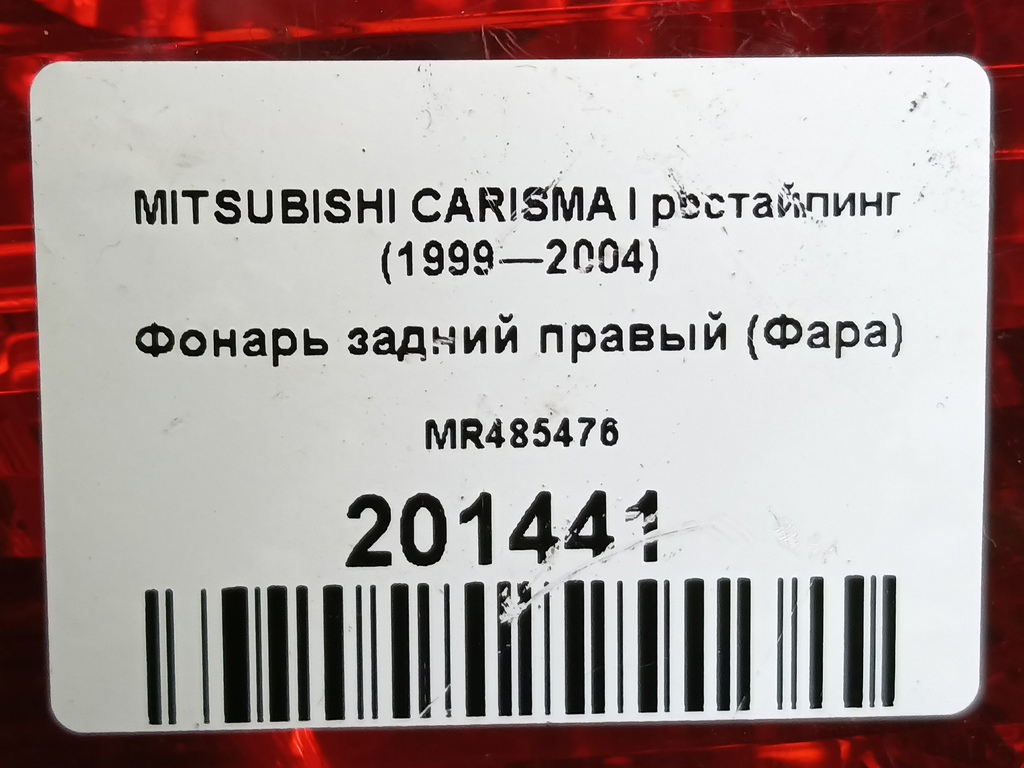 MITSUBISHI CARISMA I рестайлинг
(1999—2004)
Фонарь задний правый (Фара)
MR485476
201441